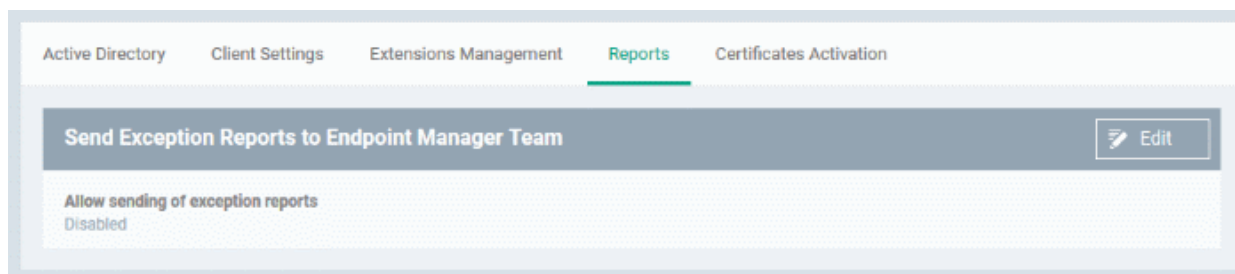 Active Directory Client Settings Extensions Management Reports Certificates Activation
Send Exception Reports to Endpoint Manager Team Edit
Allow sending of exception reports
Disabled